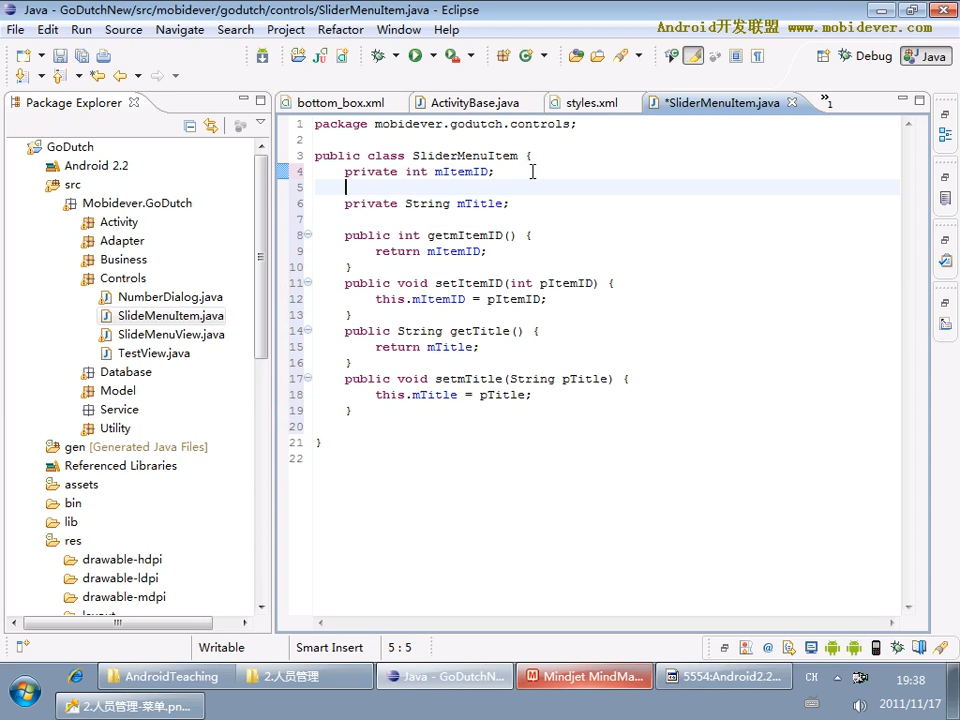 Java - GoDutchNew/src/mobidever/godutch/controls/SliderMenuItem.java - Eclipse
File Edit Run Source Navigate Search Project Refactor Window Help
Android开发联盟 www.mobidever.com
Debug Java
Package Explorer
bottom_box.xml ActivityBase.java styles.xml *SliderMenuItem.java »1
GoDutch
Android 2.2
src
Mobidever.GoDutch
Activity
Adapter
Business
Controls
NumberDialog.java
SlideMenuItem.java
SlideMenuView.java
TestView.java
Database
Model
Service
Utility
gen [Generated Java Files]
Referenced Libraries
assets
bin
lib
res
drawable-hdpi
drawable-ldpi
drawable-mdpi
layout
1 package mobidever.godutch.controls;
2
3 public class SliderMenuItem {
4 private int mItemID;
5
6 private String mTitle;
7
8 public int getmItemID() {
9 return mItemID;
10 }
11 public void setItemID(int pItemID) {
12 this.mItemID = pItemID;
13 }
14 public String getTitle() {
15 return mTitle;
16 }
17 public void setmTitle(String pTitle) {
18 this.mTitle = pTitle;
19 }
20
21 }
22
Writable Smart Insert 5 : 5
AndroidTeaching 2.人员管理 Java - GoDutchN... Mindjet MindMa... 5554:Android2.2... CH 19:38
2.人员管理-菜单.pn... 2011/11/17